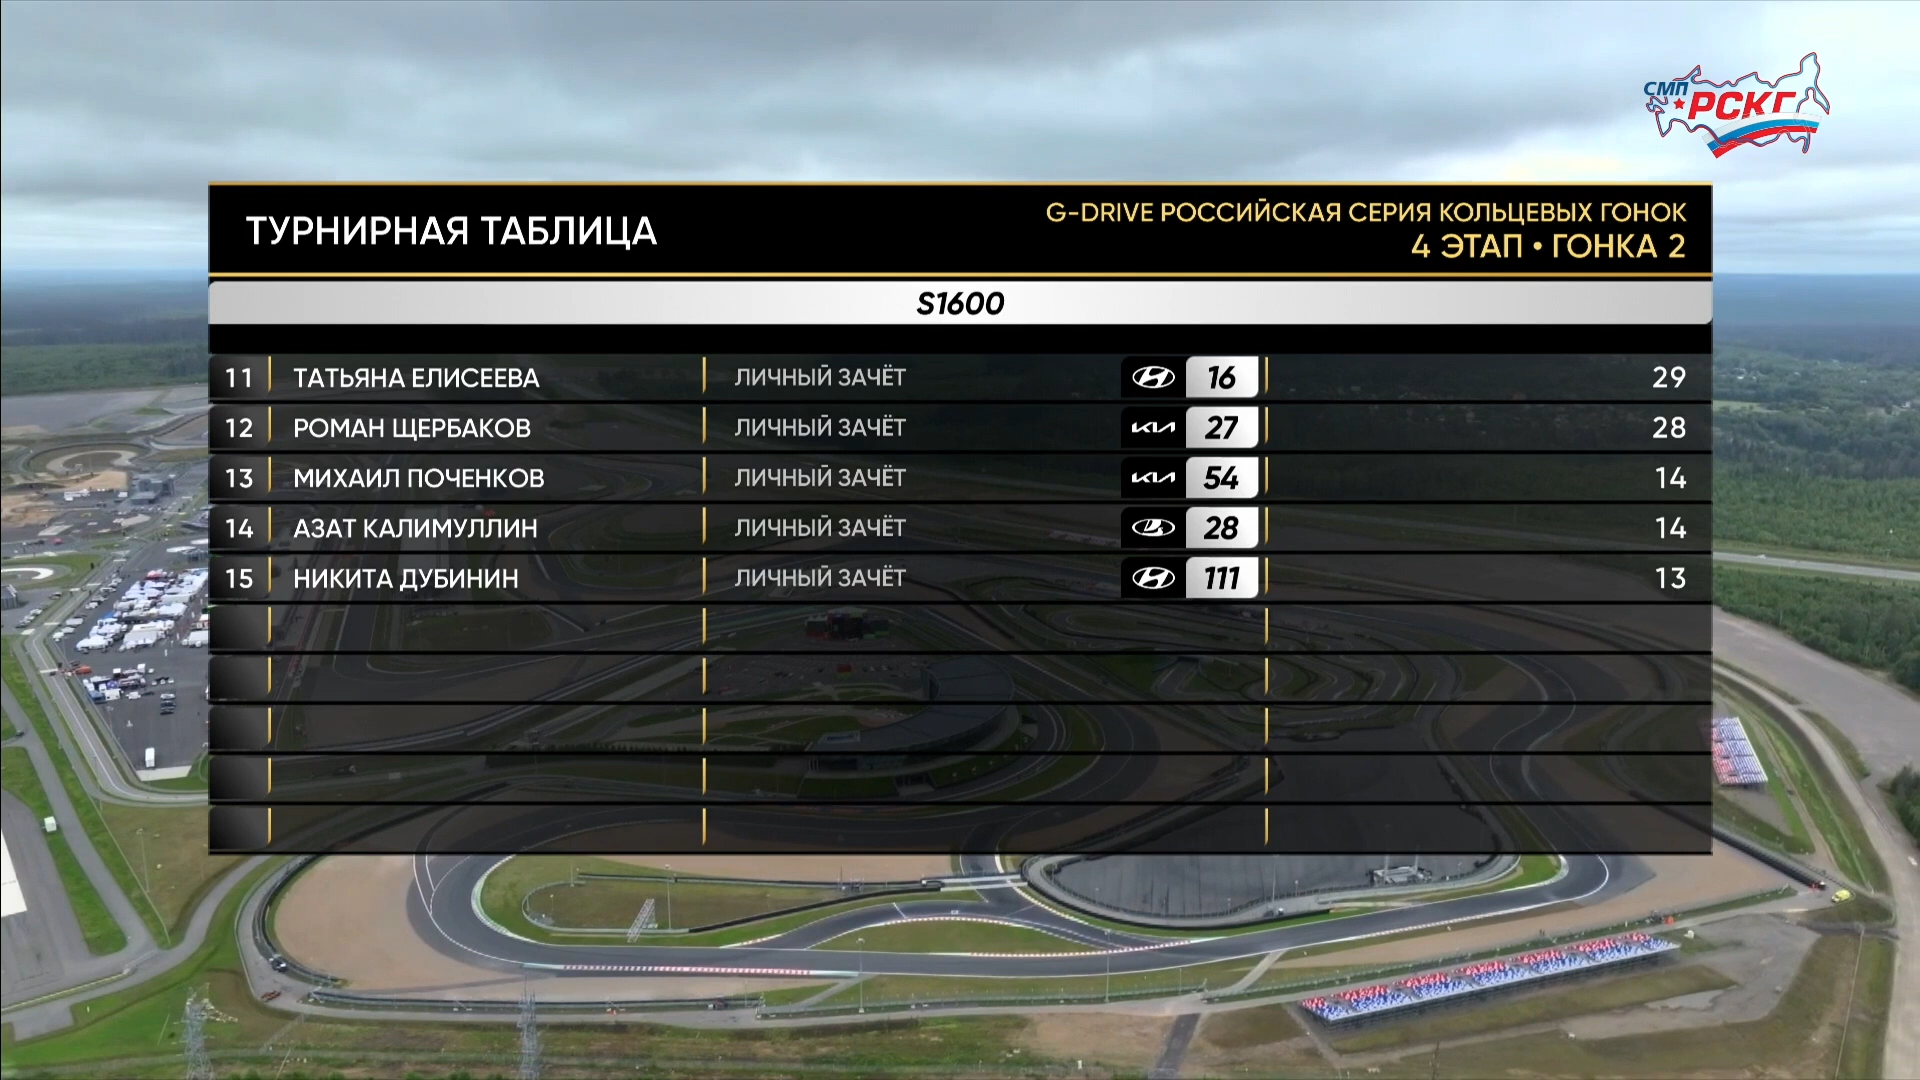 СМП РСКГ
ТУРНИРНАЯ ТАБЛИЦА
G-DRIVE РОССИЙСКАЯ СЕРИЯ КОЛЬЦЕВЫХ ГОНОК
4 ЭТАП • ГОНКА 2
S1600
11 ТАТЬЯНА ЕЛИСЕЕВА ЛИЧНЫЙ ЗАЧЁТ 16 29
12 РОМАН ЩЕРБАКОВ ЛИЧНЫЙ ЗАЧЁТ KIA 27 28
13 МИХАИЛ ПОЧЕНКОВ ЛИЧНЫЙ ЗАЧЁТ KIA 54 14
14 АЗАТ КАЛИМУЛЛИН ЛИЧНЫЙ ЗАЧЁТ 28 14
15 НИКИТА ДУБИНИН ЛИЧНЫЙ ЗАЧЁТ 111 13